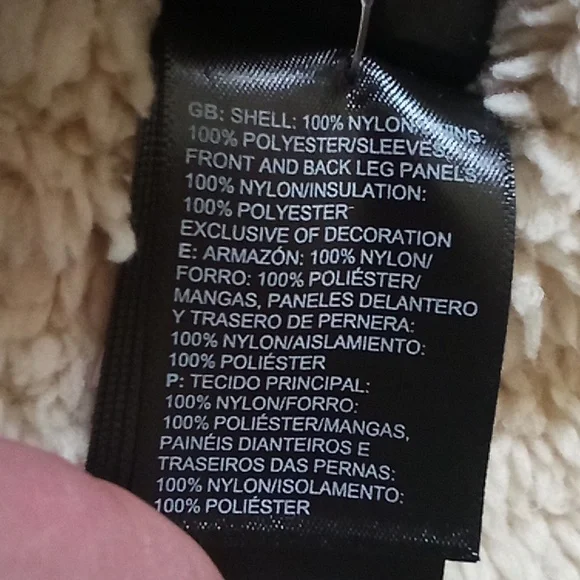 GB: SHELL: 100% NYLON/LINING:
100% POLYESTER/SLEEVES,
FRONT AND BACK LEG PANELS:
100% NYLON/INSULATION:
100% POLYESTER
EXCLUSIVE OF DECORATION
E: ARMAZÓN: 100% NYLON/
FORRO: 100% POLIÉSTER/
MANGAS, PANELES DELANTERO
Y TRASERO DE PERNERA:
100% NYLON/AISLAMIENTO:
100% POLIÉSTER
P: TECIDO PRINCIPAL:
100% NYLON/FORRO:
100% POLIÉSTER/MANGAS,
PAINÉIS DIANTEIROS E
TRASEIROS DAS PERNAS:
100% NYLON/ISOLAMENTO:
100% POLIÉSTER